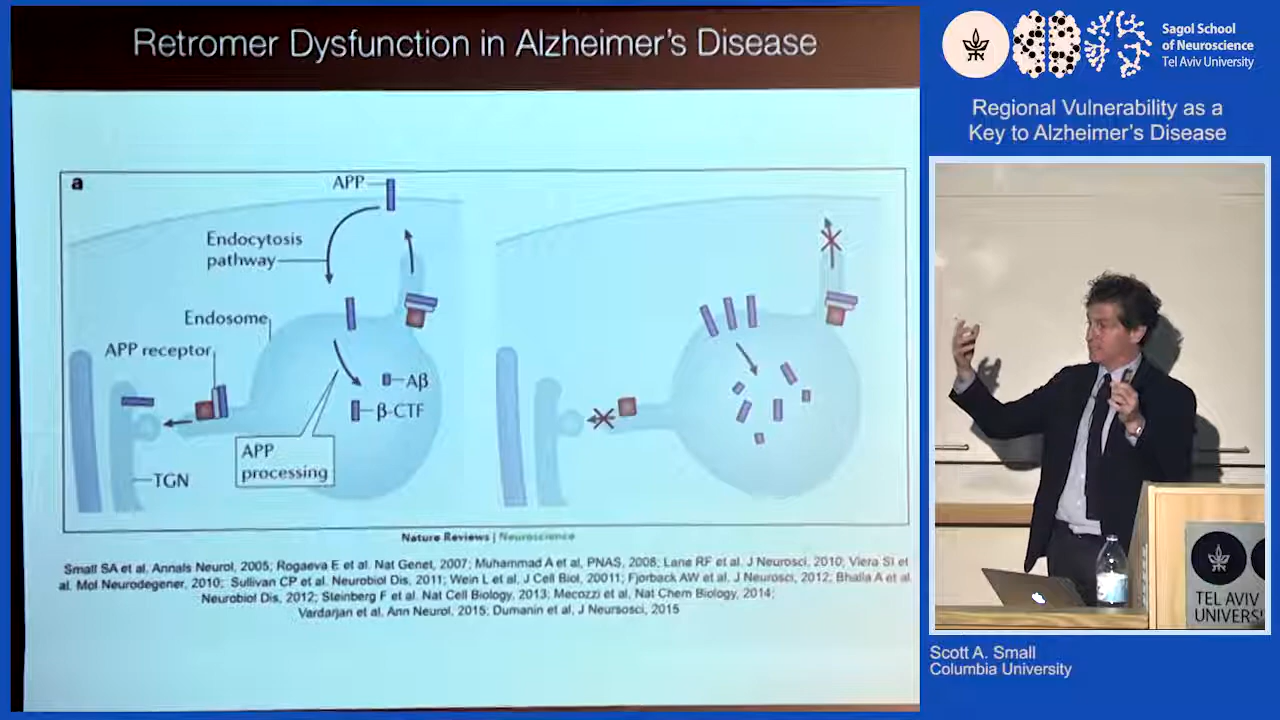 Retromer Dysfunction in Alzheimer's Disease
a
APP
Endocytosis
pathway
Endosome
APP receptor
Aβ
β-CTF
APP
processing
TGN
Nature Reviews | Neuroscience
Small SA et al, Annals Neurol, 2005; Rogaeva E et al. Nat Genet, 2007; Muhammad A et al, PNAS, 2008; Lane RF et al. J Neurosci, 2010; Viera SI et
al. Mol Neurodegener, 2010; Sullivan CP et al. Neurobiol Dis, 2011; Wein L et al, J Cell Biol, 20011; Fjorback AW et al. J Neurosci, 2012; Bhalla A et al.
Neurobiol Dis, 2012; Steinberg F et al. Nat Cell Biology, 2013; Mecozzi et al, Nat Chem Biology, 2014;
Vardarjan et al, Ann Neurol, 2015; Dumanin et al, J Neursosci, 2015
Sagol School
of Neuroscience
Tel Aviv University
Regional Vulnerability as a
Key to Alzheimer's Disease
TEL AVIV
UNIVERSI
Scott A. Small
Columbia University